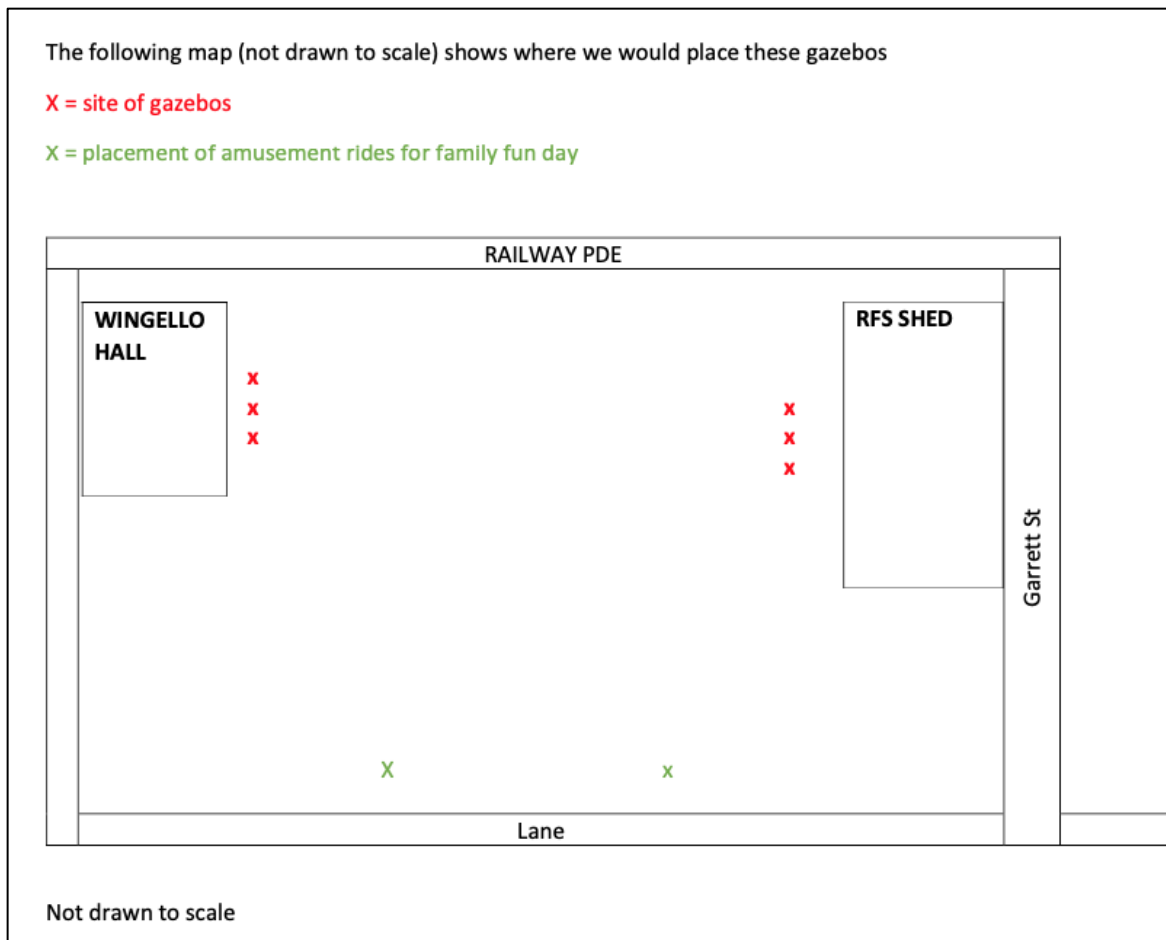 The following map (not drawn to scale) shows where we would place these gazebos
X = site of gazebos
X = placement of amusement rides for family fun day
RAILWAY PDE
WINGELLO
HALL
RFS SHED
x
x
x
x
x
x
Garrett St
X
x
Lane
Not drawn to scale